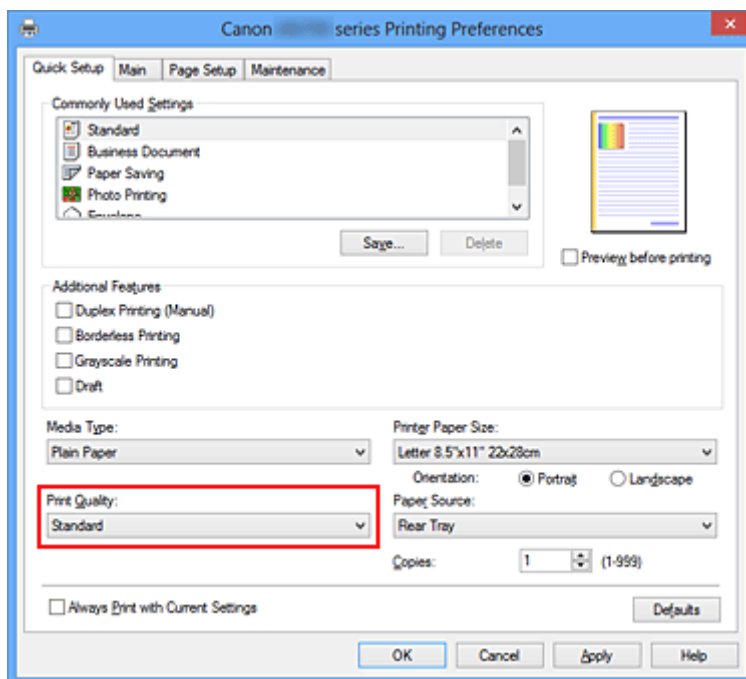 Canon series Printing Preferences
Quick Setup Main Page Setup Maintenance
Commonly Used Settings
Standard
Business Document
Paper Saving
Photo Printing
Envelope
Save... Delete
Preview before printing
Additional Features
Duplex Printing (Manual)
Borderless Printing
Grayscale Printing
Draft
Media Type: Printer Paper Size:
Plain Paper Letter 8.5"x11" 22x28cm
Orientation: Portrait Landscape
Print Quality: Paper Source:
Standard Rear Tray
Copies: 1 (1-999)
Always Print with Current Settings Defaults
OK Cancel Apply Help